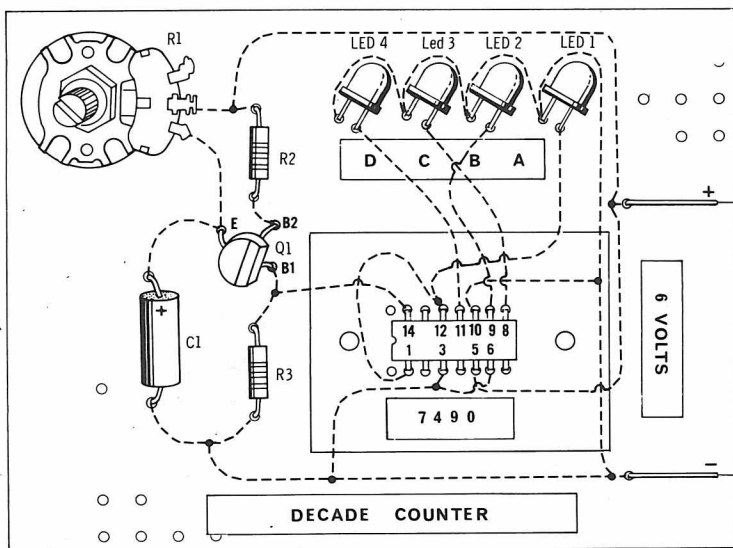 R1
LED 4
Led 3
LED 2
LED 1
R2
D C B A
+
E
B2
Q1
B1
6 VOLTS
+
C1
R3
14 12 11 10 9 8
1 3 5 6
7490
−
DECADE COUNTER